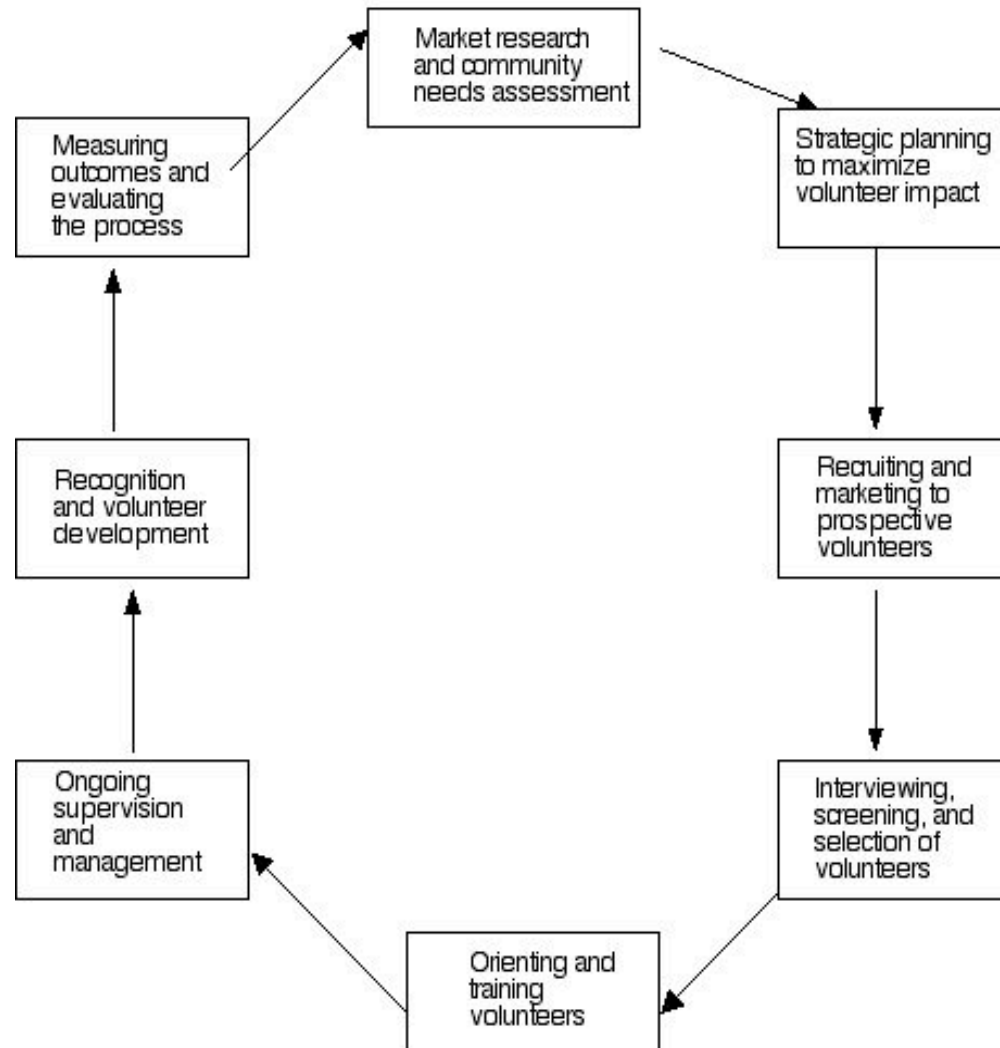 Market research
and community
needs assessment
Strategic planning
to maximize
volunteer impact
Recruiting and
marketing to
prospective
volunteers
Interviewing,
screening, and
selection of
volunteers
Orienting and
training
volunteers
Ongoing
supervision
and
management
Recognition
and volunteer
development
Measuring
outcomes and
evaluating
the process